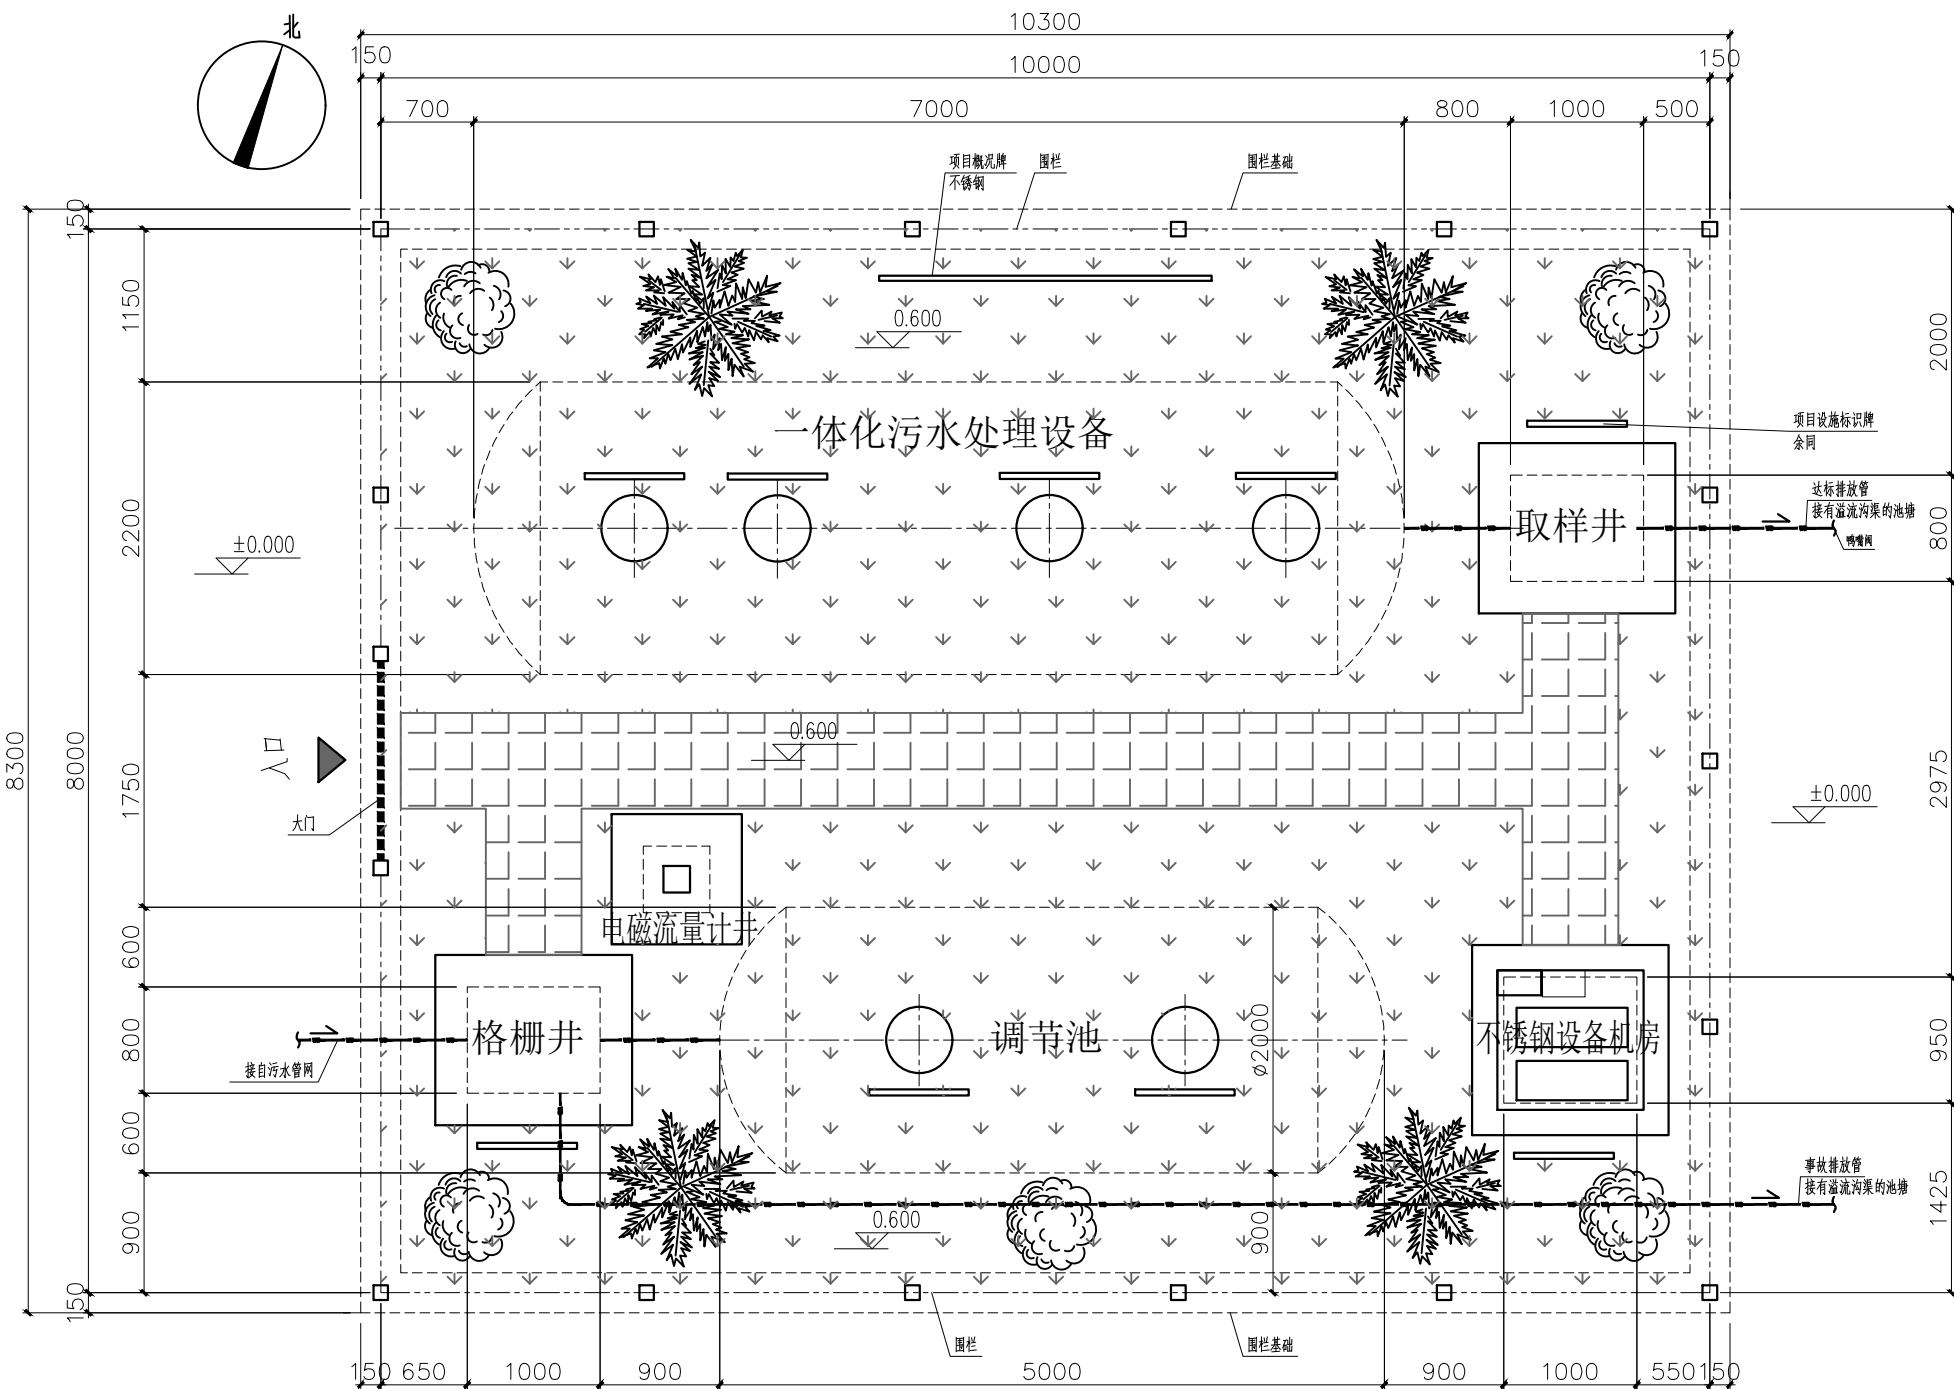 北
10300
150
10000
150
700
7000
800
1000
500
项目概况牌
不锈钢
围栏
围栏基础
150
1150
0.600
2000
一体化污水处理设备
项目设施标识牌
余同
2200
±0.000
取样井
达标排放管
接有溢流沟渠的池塘
鸭嘴阀
800
8300
8000
入口
1750
0.600
大门
2975
±0.000
电磁流量计井
600
800
格栅井
调节池
ø2000
不锈钢设备机房
950
接自污水管网
600
事故排放管
接有溢流沟渠的池塘
1425
900
0.600
900
150
围栏
围栏基础
150
650
1000
900
5000
900
1000
550
150